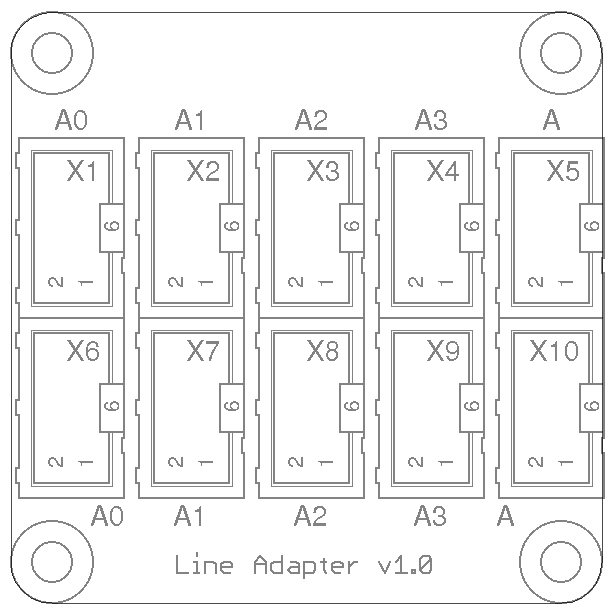 A0 A1 A2 A3 A
X1 X2 X3 X4 X5
6 6 6 6 6
2 1 2 1 2 1 2 1 2 1
X6 X7 X8 X9 X10
6 6 6 6 6
2 1 2 1 2 1 2 1 2 1
A0 A1 A2 A3 A
Line Adapter v1.0